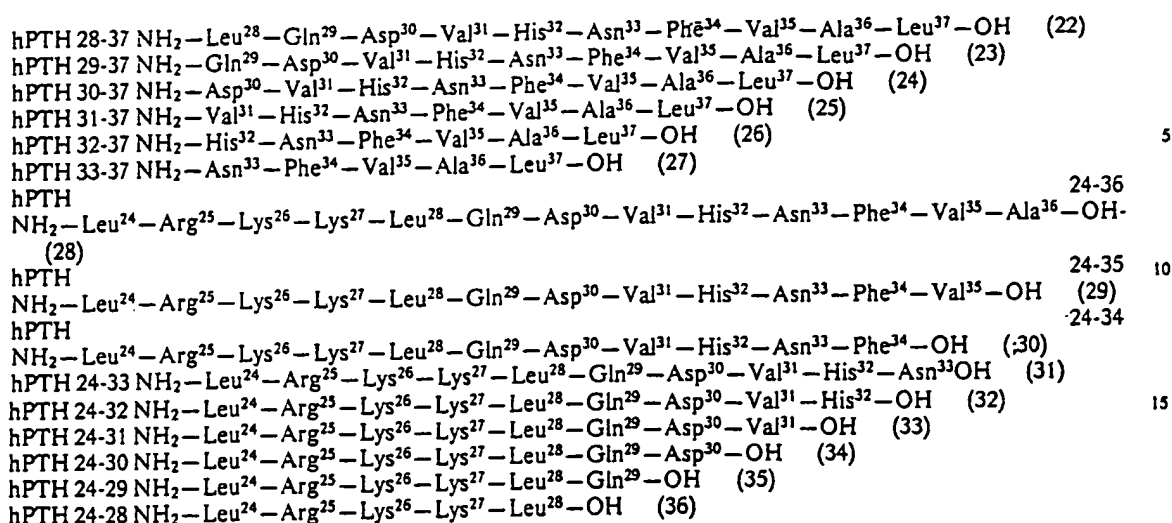 hPTH 28-37 NH₂—Leu²⁸—Gln²⁹—Asp³⁰—Val³¹—His³²—Asn³³—Phe³⁴—Val³⁵—Ala³⁶—Leu³⁷—OH (22)
hPTH 29-37 NH₂—Gln²⁹—Asp³⁰—Val³¹—His³²—Asn³³—Phe³⁴—Val³⁵—Ala³⁶—Leu³⁷—OH (23)
hPTH 30-37 NH₂—Asp³⁰—Val³¹—His³²—Asn³³—Phe³⁴—Val³⁵—Ala³⁶—Leu³⁷—OH (24)
hPTH 31-37 NH₂—Val³¹—His³²—Asn³³—Phe³⁴—Val³⁵—Ala³⁶—Leu³⁷—OH (25)
hPTH 32-37 NH₂—His³²—Asn³³—Phe³⁴—Val³⁵—Ala³⁶—Leu³⁷—OH (26) 5
hPTH 33-37 NH₂—Asn³³—Phe³⁴—Val³⁵—Ala³⁶—Leu³⁷—OH (27)
hPTH 24-36
NH₂—Leu²⁴—Arg²⁵—Lys²⁶—Lys²⁷—Leu²⁸—Gln²⁹—Asp³⁰—Val³¹—His³²—Asn³³—Phe³⁴—Val³⁵—Ala³⁶—OH-
(28)
hPTH 24-35 10
NH₂—Leu²⁴—Arg²⁵—Lys²⁶—Lys²⁷—Leu²⁸—Gln²⁹—Asp³⁰—Val³¹—His³²—Asn³³—Phe³⁴—Val³⁵—OH (29)
hPTH 24-34
NH₂—Leu²⁴—Arg²⁵—Lys²⁶—Lys²⁷—Leu²⁸—Gln²⁹—Asp³⁰—Val³¹—His³²—Asn³³—Phe³⁴—OH (30)
hPTH 24-33 NH₂—Leu²⁴—Arg²⁵—Lys²⁶—Lys²⁷—Leu²⁸—Gln²⁹—Asp³⁰—Val³¹—His³²—Asn³³OH (31)
hPTH 24-32 NH₂—Leu²⁴—Arg²⁵—Lys²⁶—Lys²⁷—Leu²⁸—Gln²⁹—Asp³⁰—Val³¹—His³²—OH (32) 15
hPTH 24-31 NH₂—Leu²⁴—Arg²⁵—Lys²⁶—Lys²⁷—Leu²⁸—Gln²⁹—Asp³⁰—Val³¹—OH (33)
hPTH 24-30 NH₂—Leu²⁴—Arg²⁵—Lys²⁶—Lys²⁷—Leu²⁸—Gln²⁹—Asp³⁰—OH (34)
hPTH 24-29 NH₂—Leu²⁴—Arg²⁵—Lys²⁶—Lys²⁷—Leu²⁸—Gln²⁹—OH (35)
hPTH 24-28 NH₂—Leu²⁴—Arg²⁵—Lys²⁶—Lys²⁷—Leu²⁸—OH (36)